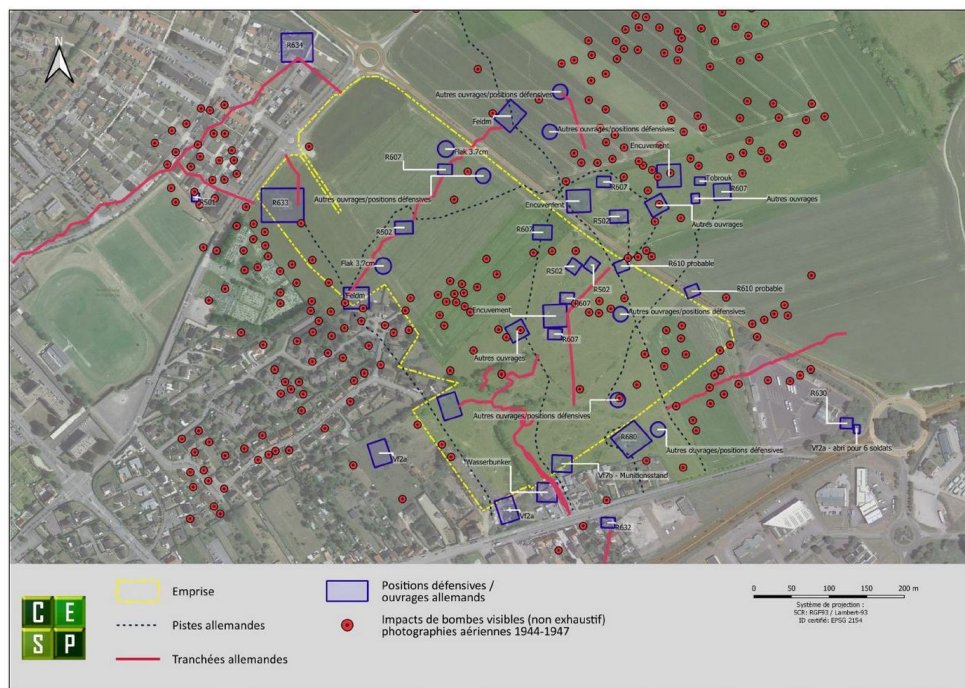 N
R634
Autres ouvrages/positions défensives
Feldm
Autres ouvrages/positions défensives
Flak 3.7cm
R607
Encuvement
Tobrouk
R607
R607
R501
R633
Autres ouvrages/positions défensives
Encuvement
Autres ouvrages
R502
Autres ouvrages
R502
R607
Flak 3.7cm
R502
R610 probable
R502
Feldm
R610 probable
R607
Encuvement
Autres ouvrages/positions défensives
R607
Autres ouvrages
R630
Autres ouvrages/positions défensives
R680
Autres ouvrages/positions défensives
Vf2a - abri pour 6 soldats
Vf2a
Wasserbunker
Vf7b - Munitionsstand
Vf2a
R632
C E
S P
Emprise
Pistes allemandes
Tranchées allemandes
Positions défensives /
ouvrages allemands
Impacts de bombes visibles (non exhaustif)
photographies aériennes 1944-1947
0 50 100 150 200 m
Système de projection :
SCR: RGF93 / Lambert-93
ID certifié: EPSG 2154